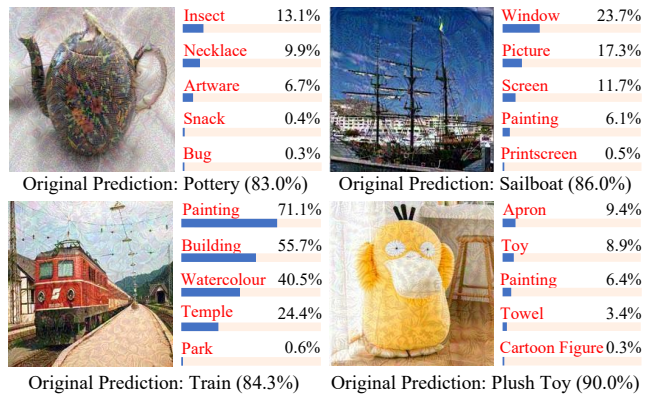 Insect 13.1%
Necklace 9.9%
Artware 6.7%
Snack 0.4%
Bug 0.3%
Original Prediction: Pottery (83.0%)
Window 23.7%
Picture 17.3%
Screen 11.7%
Painting 6.1%
Printscreen 0.5%
Original Prediction: Sailboat (86.0%)
Painting 71.1%
Building 55.7%
Watercolour 40.5%
Temple 24.4%
Park 0.6%
Original Prediction: Train (84.3%)
Apron 9.4%
Toy 8.9%
Painting 6.4%
Towel 3.4%
Cartoon Figure 0.3%
Original Prediction: Plush Toy (90.0%)